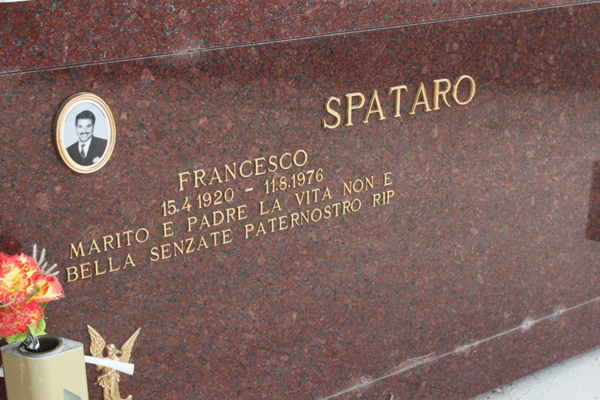 SPATARO
FRANCESCO
15.4 1920 - 11.8.1976
MARITO E PADRE LA VITA NON E
BELLA SENZATE PATERNOSTRO RIP